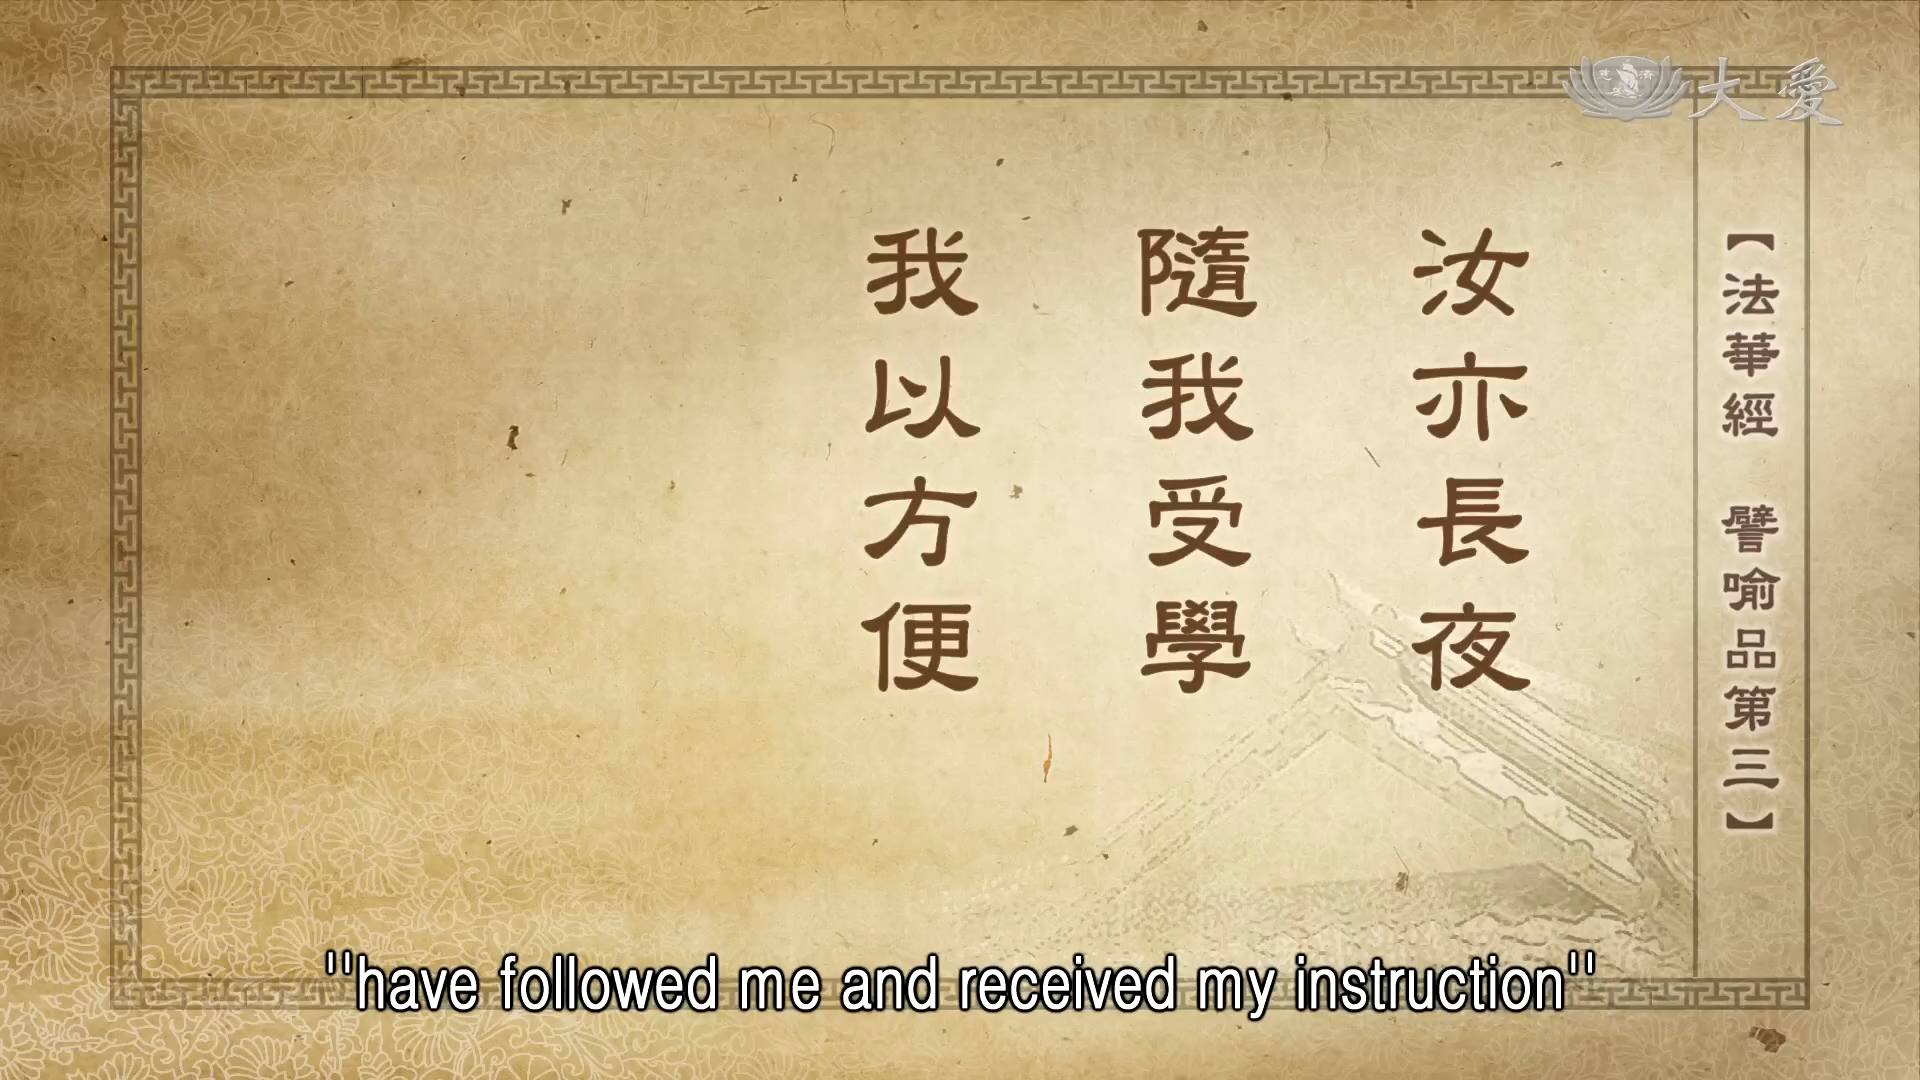 大愛
【法華經 譬喻品第三】
汝亦長夜
隨我受學
我以方便
"have followed me and received my instruction"